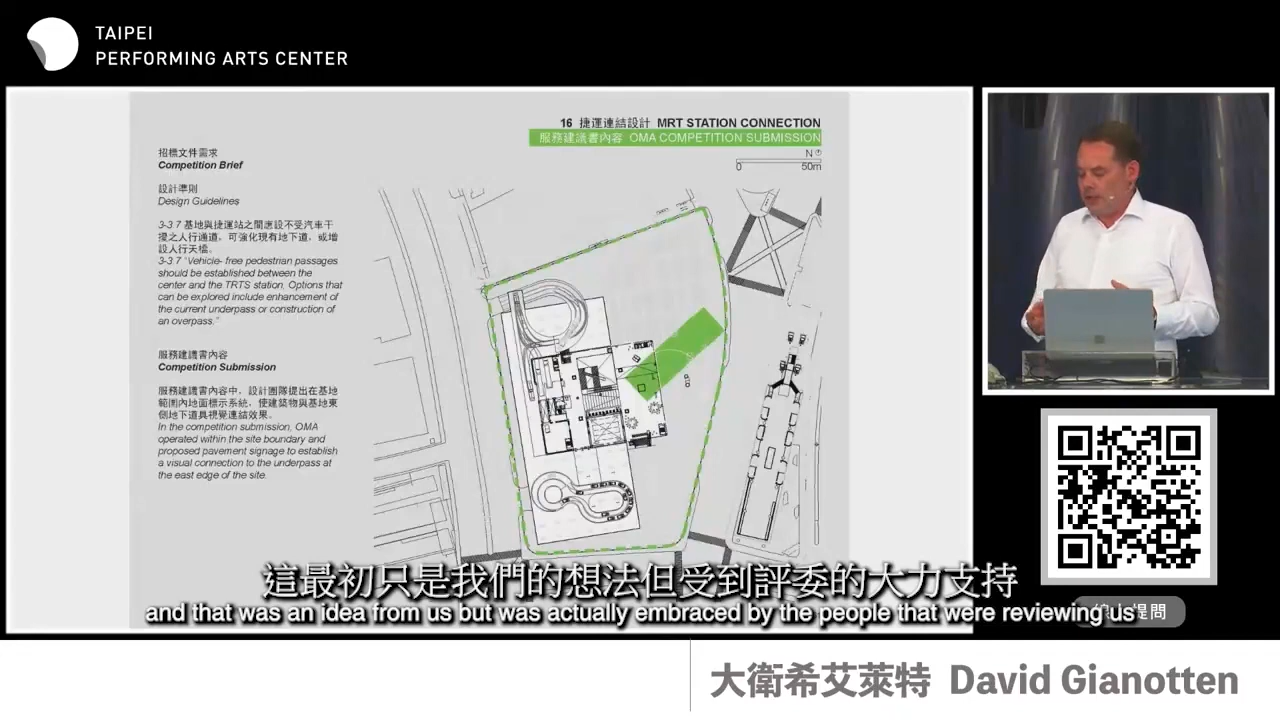 TAIPEI
PERFORMING ARTS CENTER
16 捷運連結設計 MRT STATION CONNECTION
服務建議書內容 OMA COMPETITION SUBMISSION
N
0 50m
招標文件需求
Competition Brief
設計準則
Design Guidelines
3-3.7 基地與捷運站之間應設不受汽車干
擾之人行通道，可強化現有地下道，或增
設人行天橋。
3-3.7 "Vehicle- free pedestrian passages
should be established between the
center and the TRTS station. Options that
can be explored include enhancement of
the current underpass or construction of
an overpass."
服務建議書內容
Competition Submission
服務建議書內容中，設計團隊提出在基地
範圍內地面標示系統，使建築物與基地東
側地下道具視覺連結效果。
In the competition submission, OMA
operated within the site boundary and
proposed pavement signage to establish
a visual connection to the underpass at
the east edge of the site.
這最初只是我們的想法但受到評委的大力支持
and that was an idea from us but was actually embraced by the people that were reviewing us
提問
大衛希艾萊特 David Gianotten